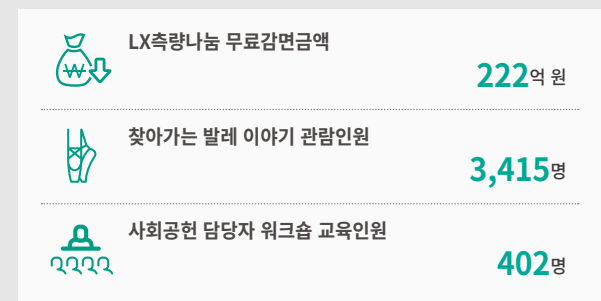 LX측량나눔 무료감면금액
222억 원
찾아가는 발레 이야기 관람인원
3,415명
사회공헌 담당자 워크숍 교육인원
402명